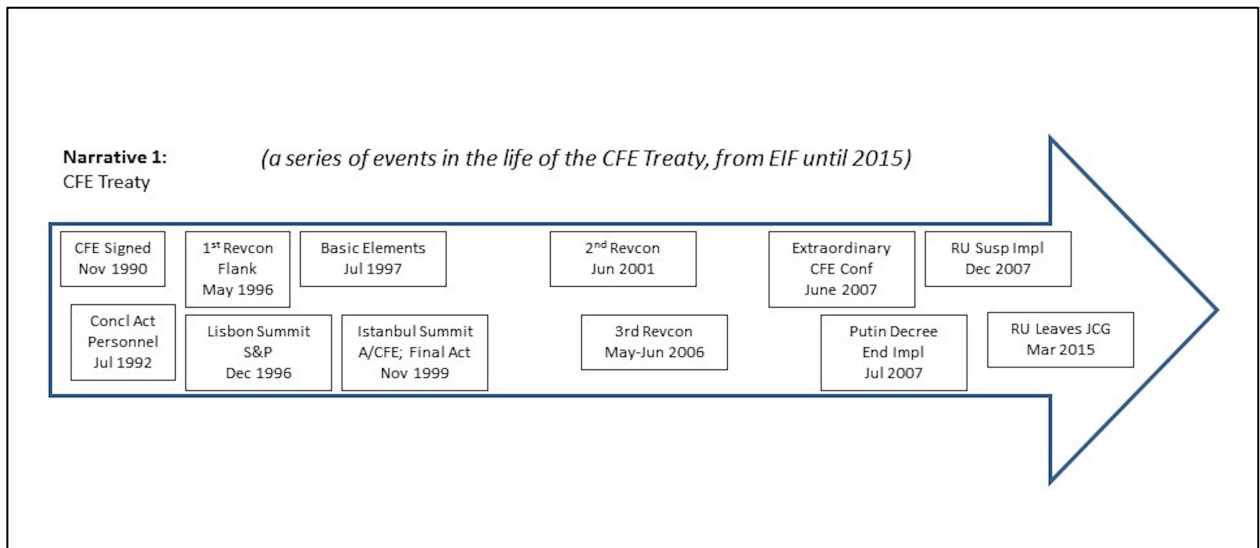 Narrative 1:
CFE Treaty
(a series of events in the life of the CFE Treaty, from EIF until 2015)
CFE Signed
Nov 1990
1st Revcon
Flank
May 1996
Basic Elements
Jul 1997
2nd Revcon
Jun 2001
Extraordinary
CFE Conf
June 2007
RU Susp Impl
Dec 2007
Concl Act
Personnel
Jul 1992
Lisbon Summit
S&P
Dec 1996
Istanbul Summit
A/CFE; Final Act
Nov 1999
3rd Revcon
May-Jun 2006
Putin Decree
End Impl
Jul 2007
RU Leaves JCG
Mar 2015